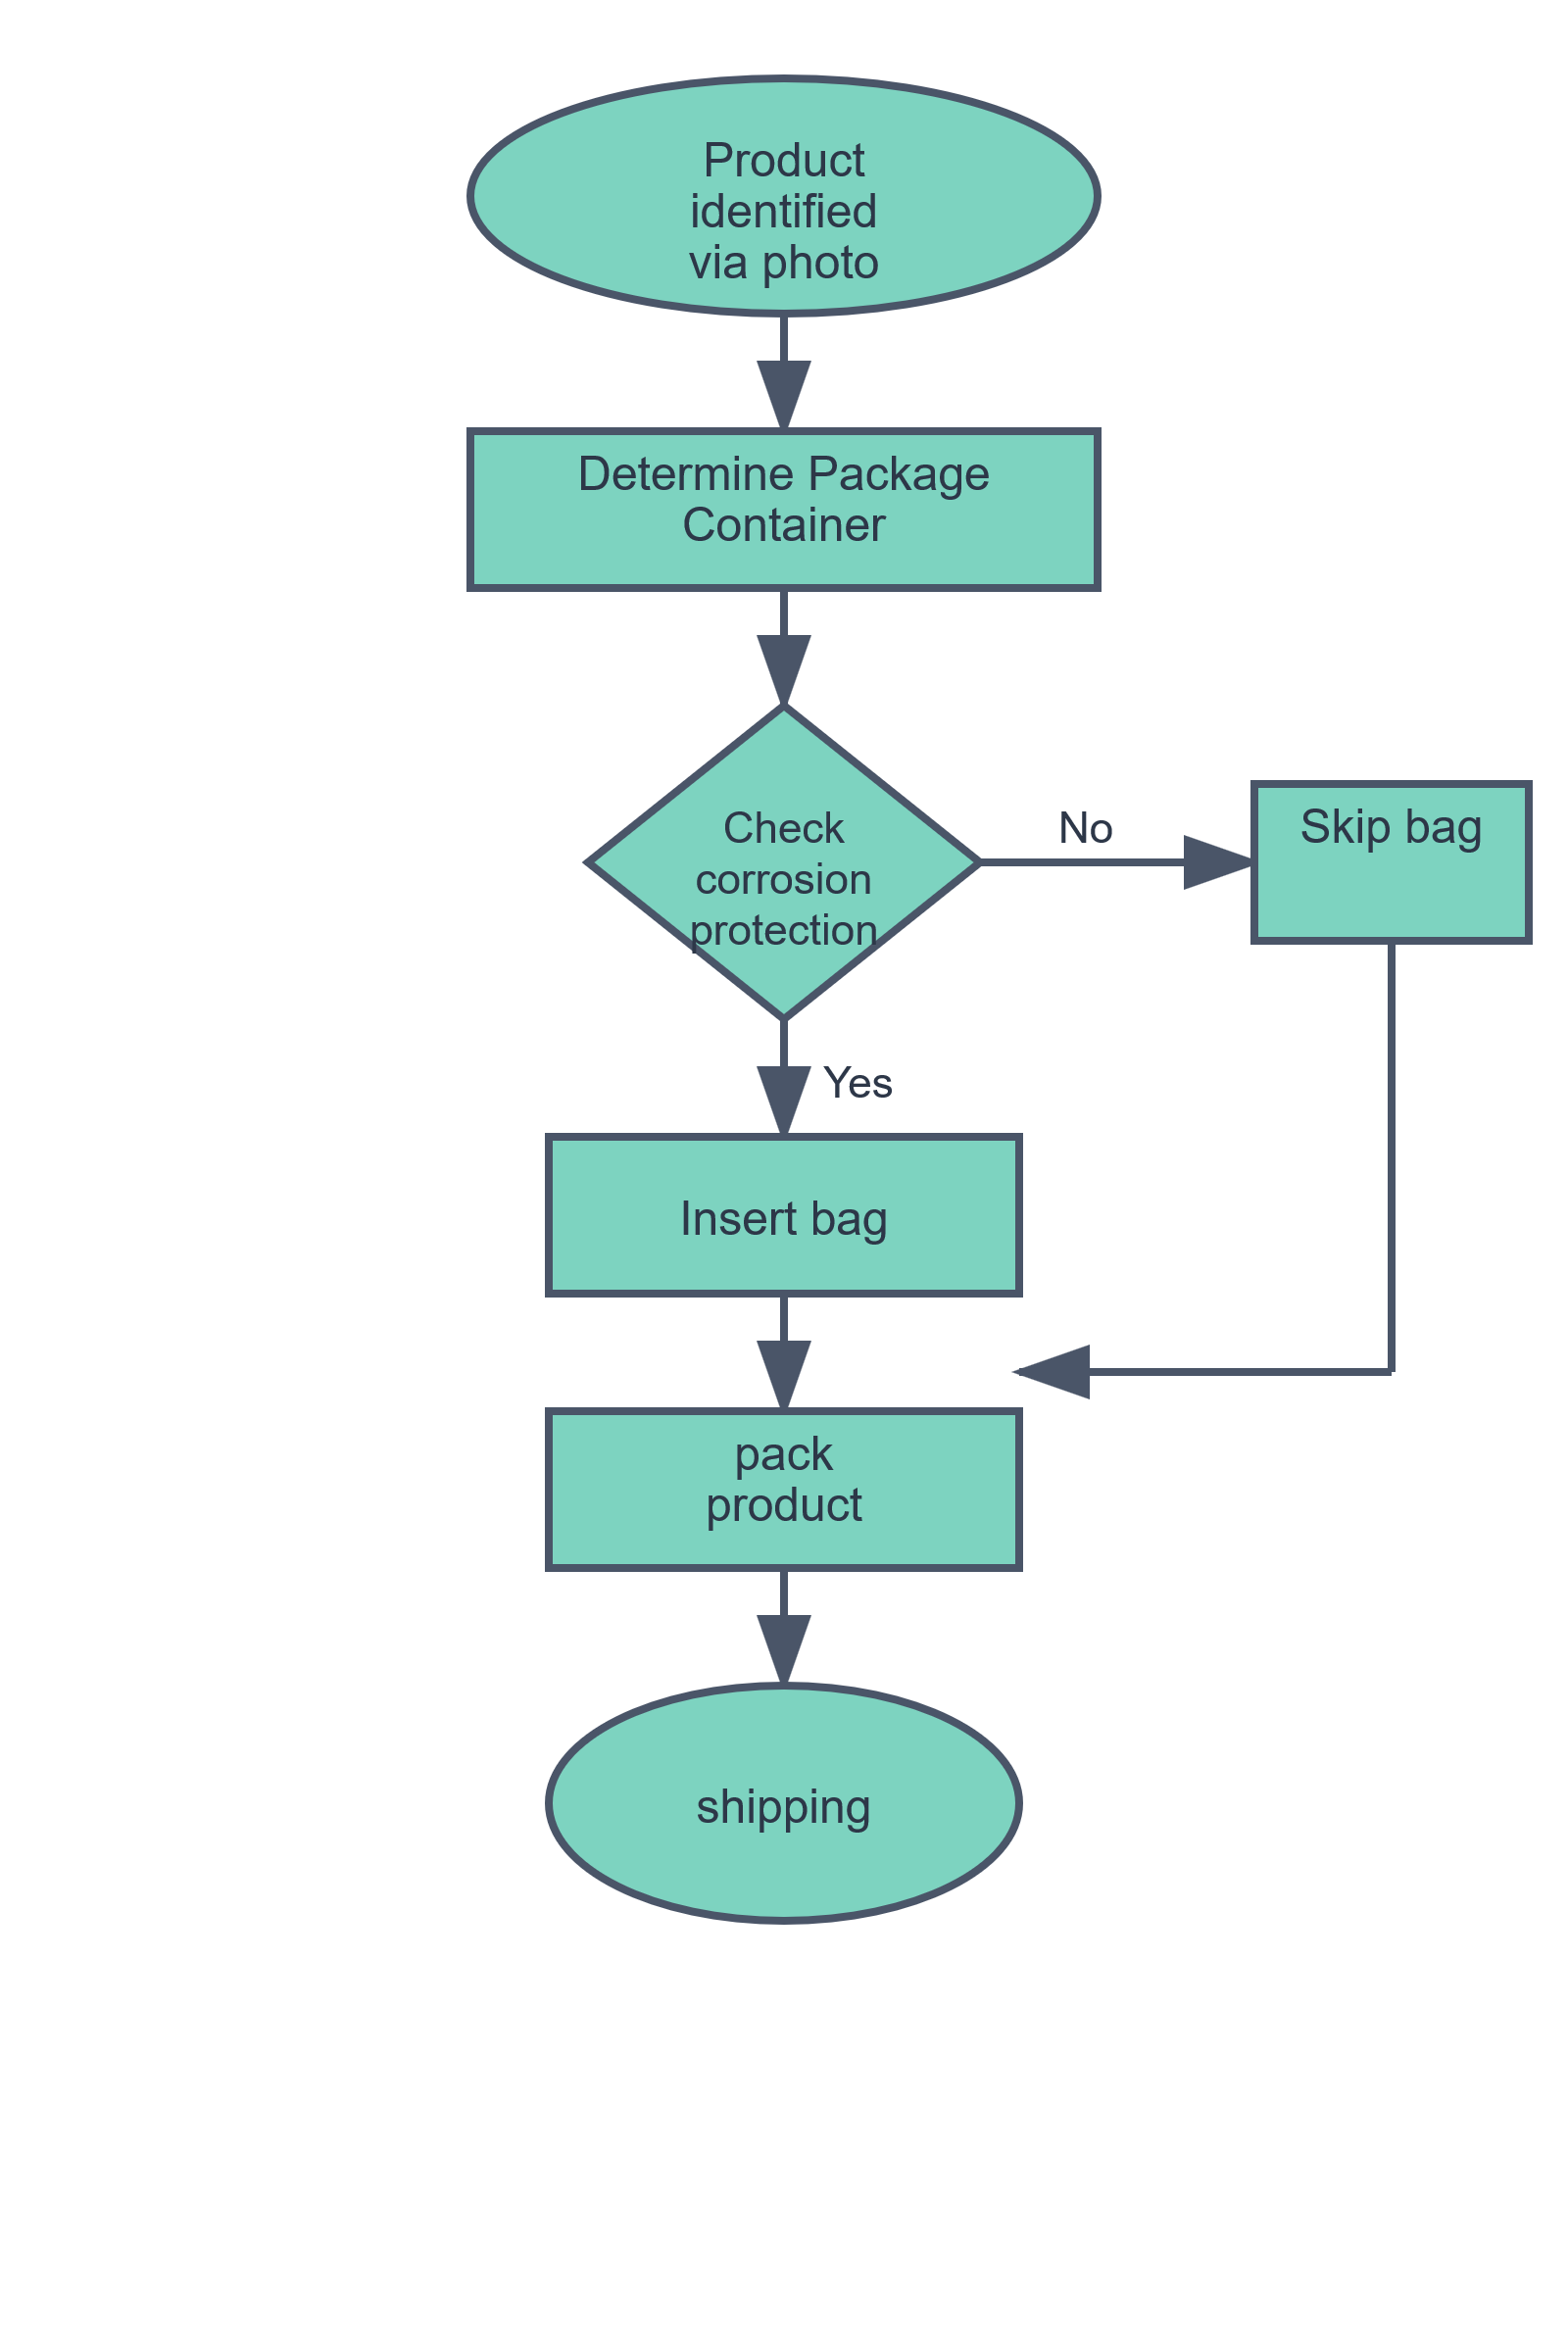 Product
identified
via photo
Determine Package
Container
Check
corrosion
protection
No
Skip bag
Yes
Insert bag
pack
product
shipping